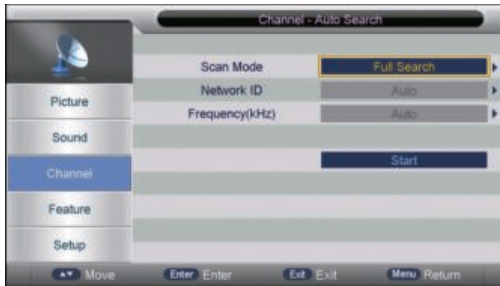 Channel - Auto Search
Scan Mode Full Search
Network ID Auto
Frequency(kHz) Auto
Start
Picture
Sound
Channel
Feature
Setup
Move Enter Enter Exit Exit Menu Return